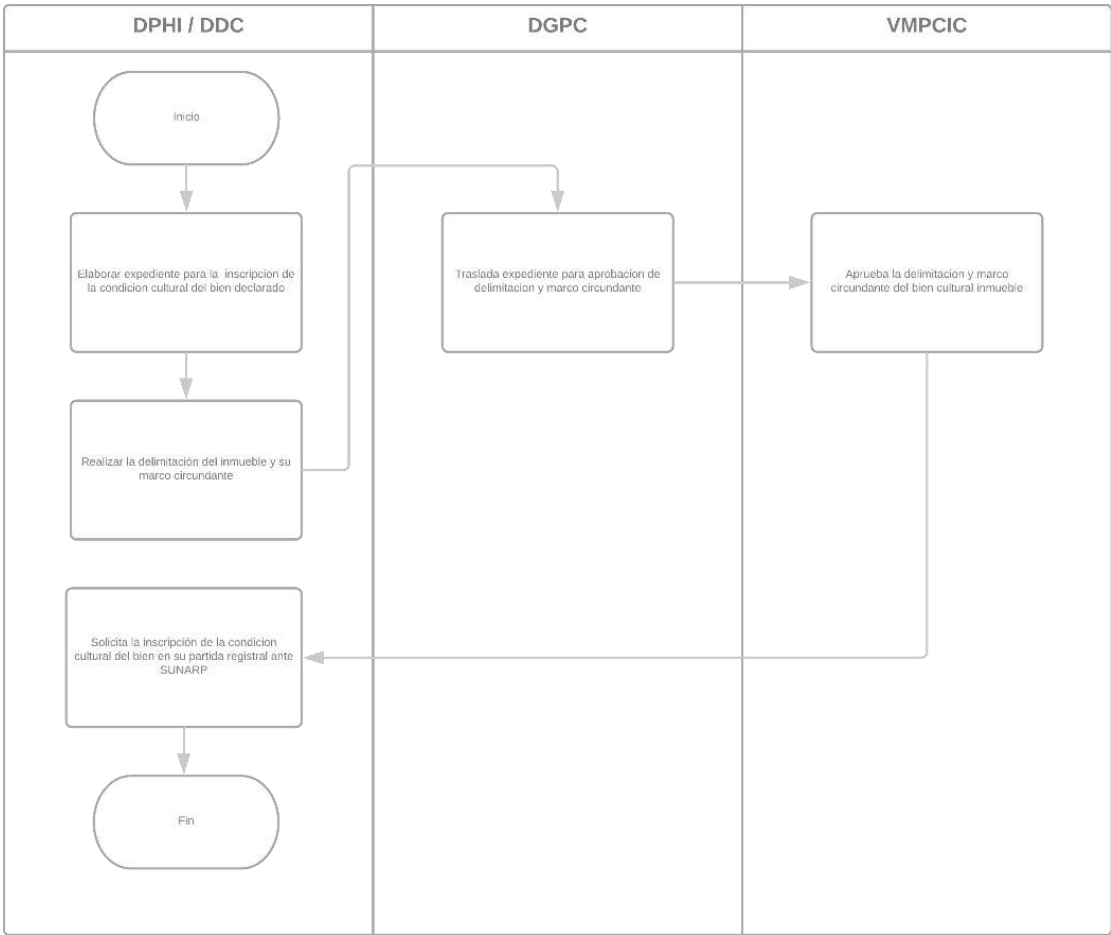 DPHI / DDC
DGPC
VMPCIC
Inicio
Elaborar expediente para la inscripcion de
la condicion cultural del bien declarado
Traslada expediente para aprobacion de
delimitacion y marco circundante
Aprueba la delimitacion y marco
circundante del bien cultural inmueble
Realizar la delimitación del inmueble y su
marco circundante
Solicita la inscripción de la condicion
cultural del bien en su partida registral ante
SUNARP
Fin